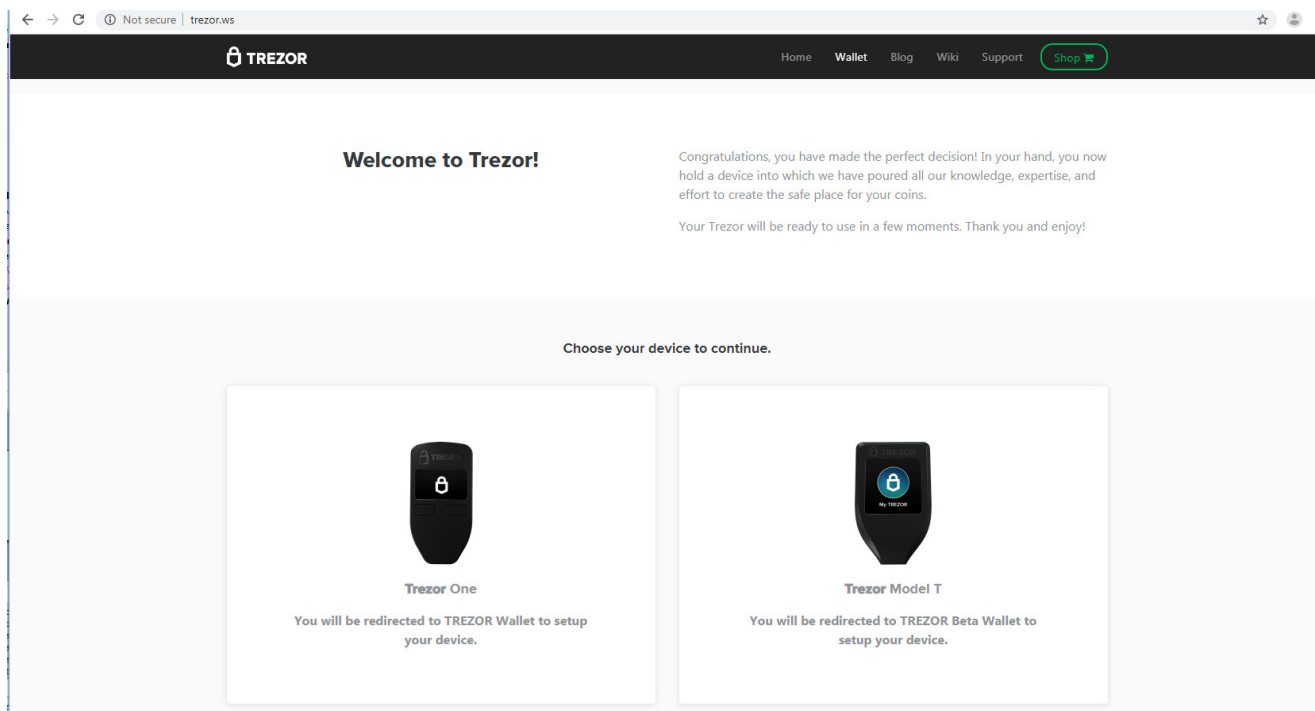 Not secure | trezor.ws
TREZOR
Home Wallet Blog Wiki Support Shop
Welcome to Trezor!
Congratulations, you have made the perfect decision! In your hand, you now
hold a device into which we have poured all our knowledge, expertise, and
effort to create the safe place for your coins.
Your Trezor will be ready to use in a few moments. Thank you and enjoy!
Choose your device to continue.
TREZOR
Trezor One
You will be redirected to TREZOR Wallet to setup
your device.
TREZOR
My TREZOR
Trezor Model T
You will be redirected to TREZOR Beta Wallet to
setup your device.